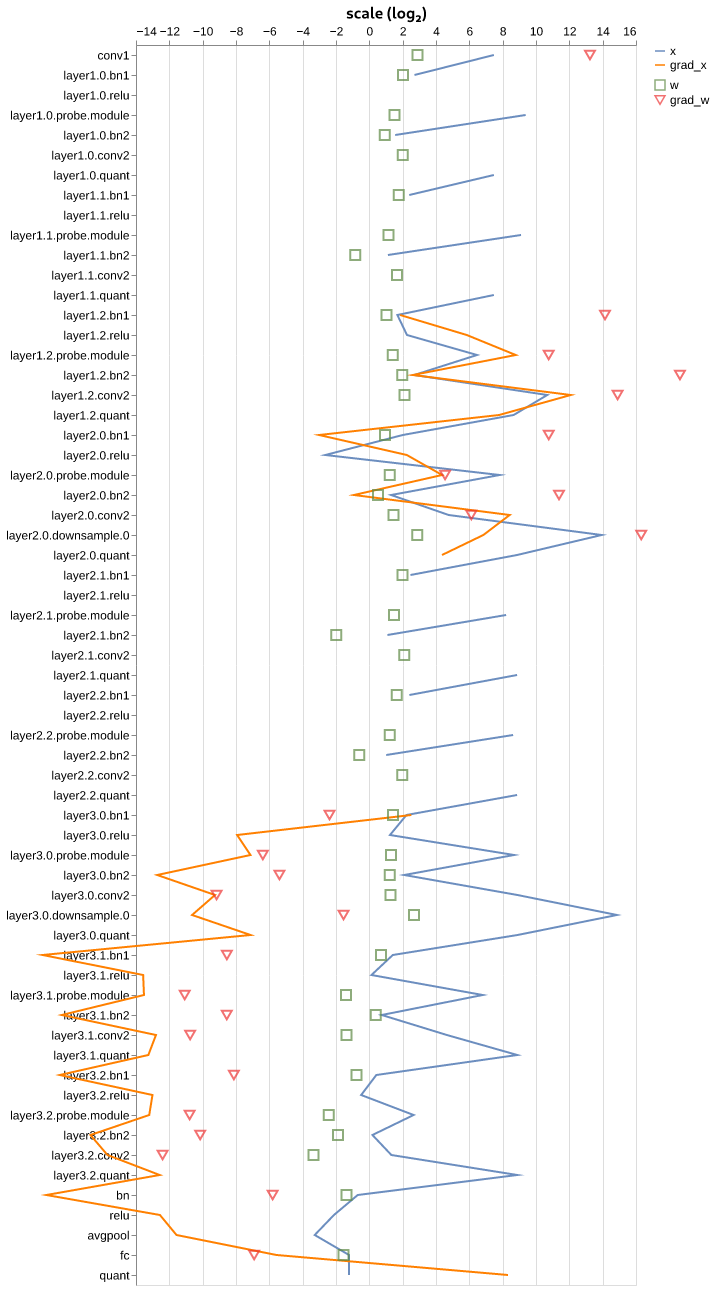 scale (log₂)
−14 −12 −10 −8 −6 −4 −2 0 2 4 6 8 10 12 14 16
x
grad_x
w
grad_w
conv1
layer1.0.bn1
layer1.0.relu
layer1.0.probe.module
layer1.0.bn2
layer1.0.conv2
layer1.0.quant
layer1.1.bn1
layer1.1.relu
layer1.1.probe.module
layer1.1.bn2
layer1.1.conv2
layer1.1.quant
layer1.2.bn1
layer1.2.relu
layer1.2.probe.module
layer1.2.bn2
layer1.2.conv2
layer1.2.quant
layer2.0.bn1
layer2.0.relu
layer2.0.probe.module
layer2.0.bn2
layer2.0.conv2
layer2.0.downsample.0
layer2.0.quant
layer2.1.bn1
layer2.1.relu
layer2.1.probe.module
layer2.1.bn2
layer2.1.conv2
layer2.1.quant
layer2.2.bn1
layer2.2.relu
layer2.2.probe.module
layer2.2.bn2
layer2.2.conv2
layer2.2.quant
layer3.0.bn1
layer3.0.relu
layer3.0.probe.module
layer3.0.bn2
layer3.0.conv2
layer3.0.downsample.0
layer3.0.quant
layer3.1.bn1
layer3.1.relu
layer3.1.probe.module
layer3.1.bn2
layer3.1.conv2
layer3.1.quant
layer3.2.bn1
layer3.2.relu
layer3.2.probe.module
layer3.2.bn2
layer3.2.conv2
layer3.2.quant
bn
relu
avgpool
fc
quant